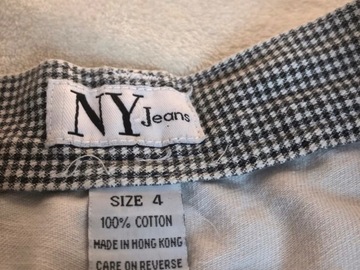 NY Jeans
SIZE 4
100% COTTON
MADE IN HONG KONG
CARE ON REVERSE